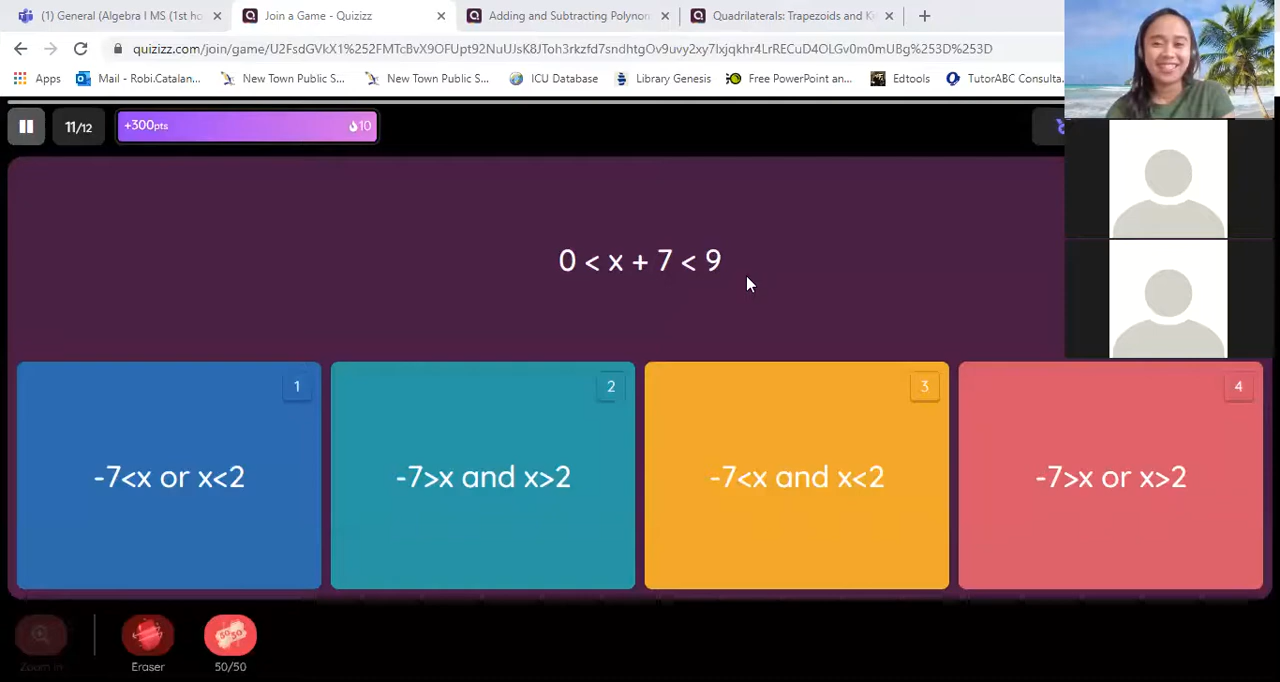 (1) General (Algebra I MS (1st ho
Join a Game - Quizizz
Adding and Subtracting Polynon
Quadrilaterals: Trapezoids and K
quizizz.com/join/game/U2FsdGVkX1%252FMTcBvX9OFUpt92NuUJsK8JToh3rkzfd7sndhtgOv9uvy2xy7lxjqkhr4LrRECuD4OLGv0m0mUBg%253D%253D
Apps
Mail - Robi.Catalan...
New Town Public S...
New Town Public S...
ICU Database
Library Genesis
Free PowerPoint an...
Edtools
TutorABC Consulta...
11/12
+300pts
10
0 < x + 7 < 9
1
-7<x or x<2
2
-7>x and x>2
3
-7<x and x<2
4
-7>x or x>2
Zoom in
Eraser
50/50